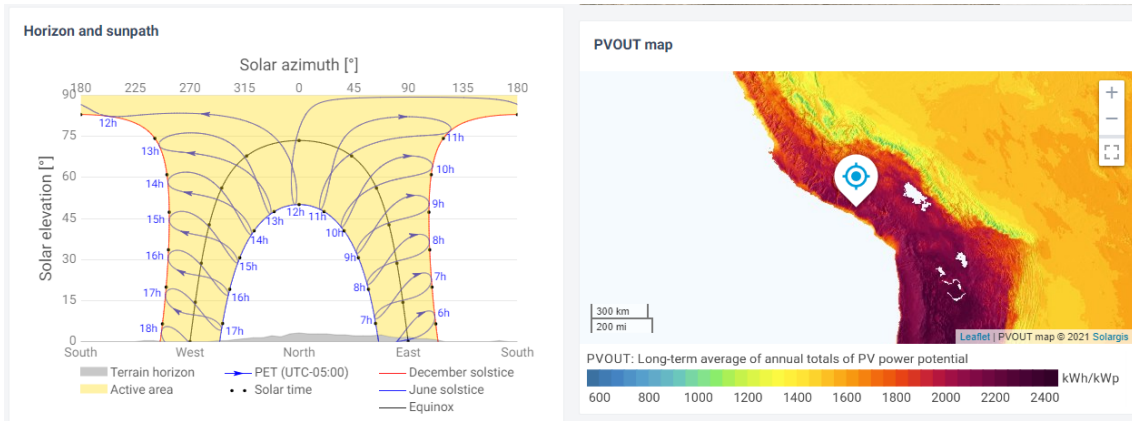 Horizon and sunpath
Solar azimuth [°]
180 225 270 315 0 45 90 135 180
Solar elevation [°]
90
75
60
45
30
15
0
12h
13h
14h
15h
16h
17h
18h
11h
10h
9h
8h
7h
6h
12h
13h
14h
15h
16h
17h
11h
10h
9h
8h
7h
South West North East South
Terrain horizon
Active area
PET (UTC-05:00)
Solar time
December solstice
June solstice
Equinox
PVOUT map
+
−
300 km
200 mi
Leaflet | PVOUT map © 2021 Solargis
PVOUT: Long-term average of annual totals of PV power potential
kWh/kWp
600 800 1000 1200 1400 1600 1800 2000 2200 2400